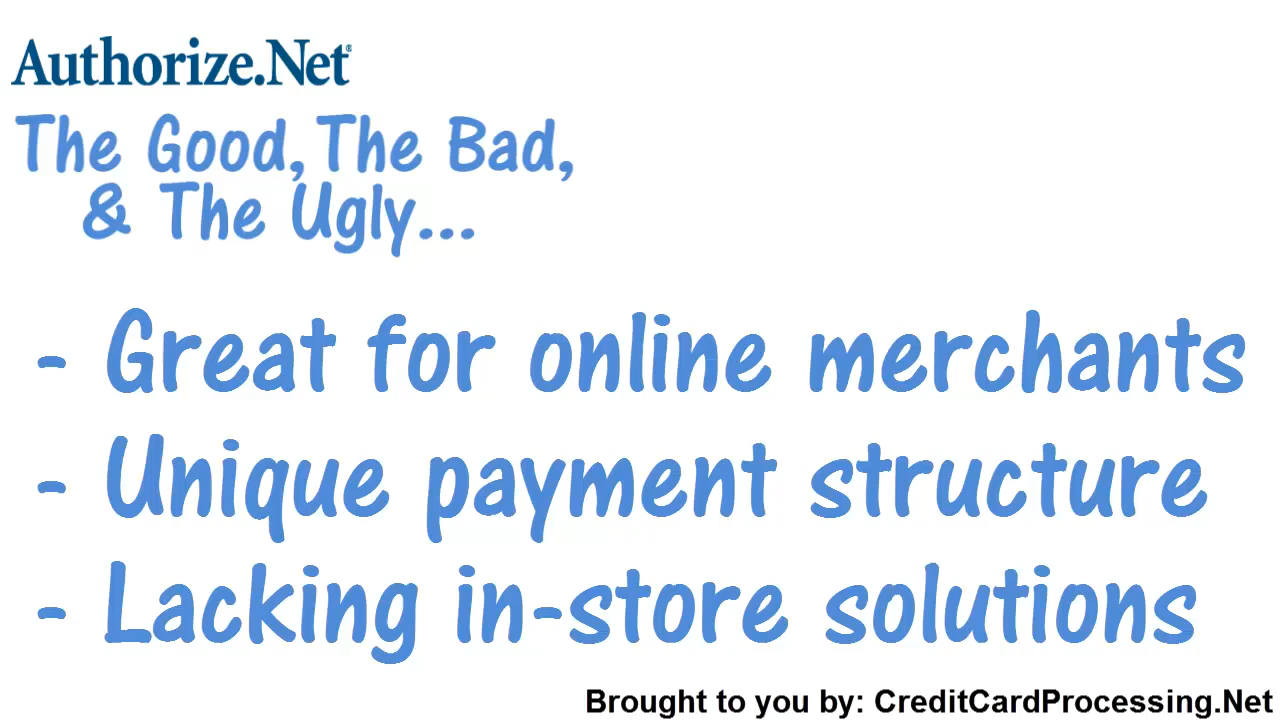 Authorize.Net®
The Good, The Bad,
& The Ugly...
- Great for online merchants
- Unique payment structure
- Lacking in-store solutions
Brought to you by: CreditCardProcessing.Net